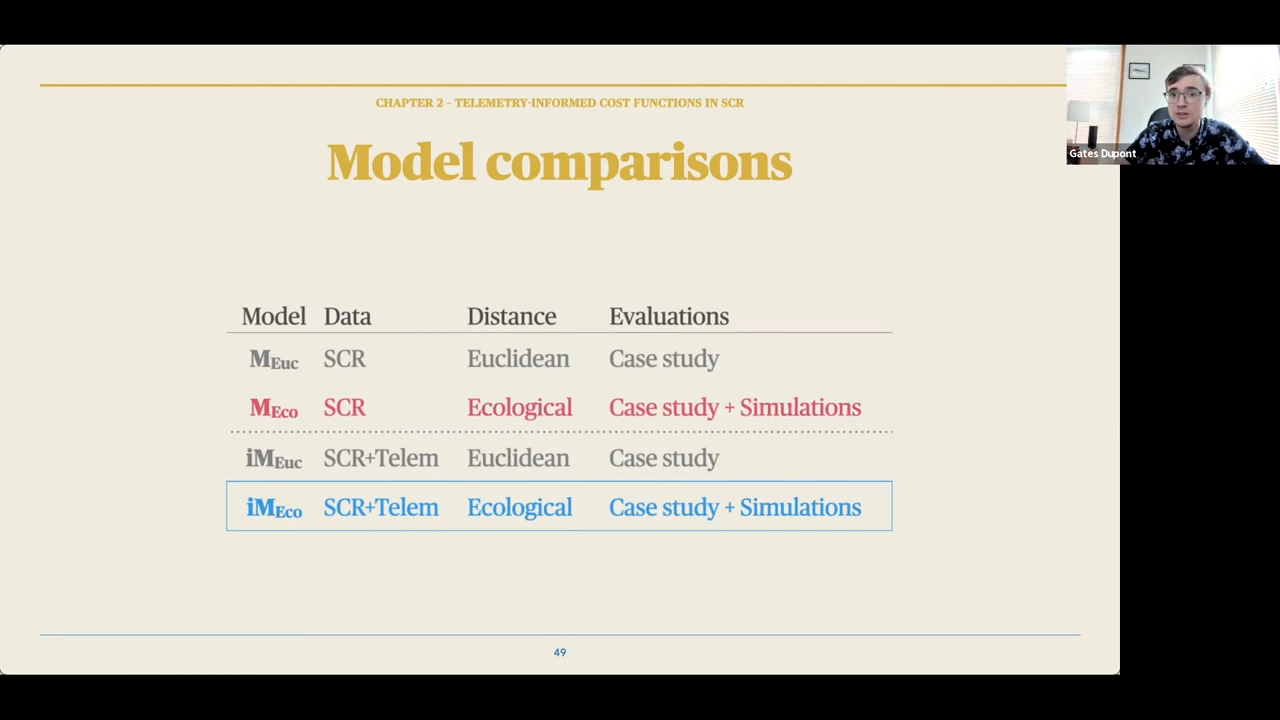 CHAPTER 2 – TELEMETRY-INFORMED COST FUNCTIONS IN SCR
Model comparisons
Gates Dupont
Model Data Distance Evaluations
MEuc SCR Euclidean Case study
MEco SCR Ecological Case study + Simulations
iMEuc SCR+Telem Euclidean Case study
iMEco SCR+Telem Ecological Case study + Simulations
49